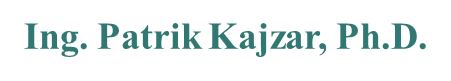 Ing. Patrik Kajzar, Ph.D.